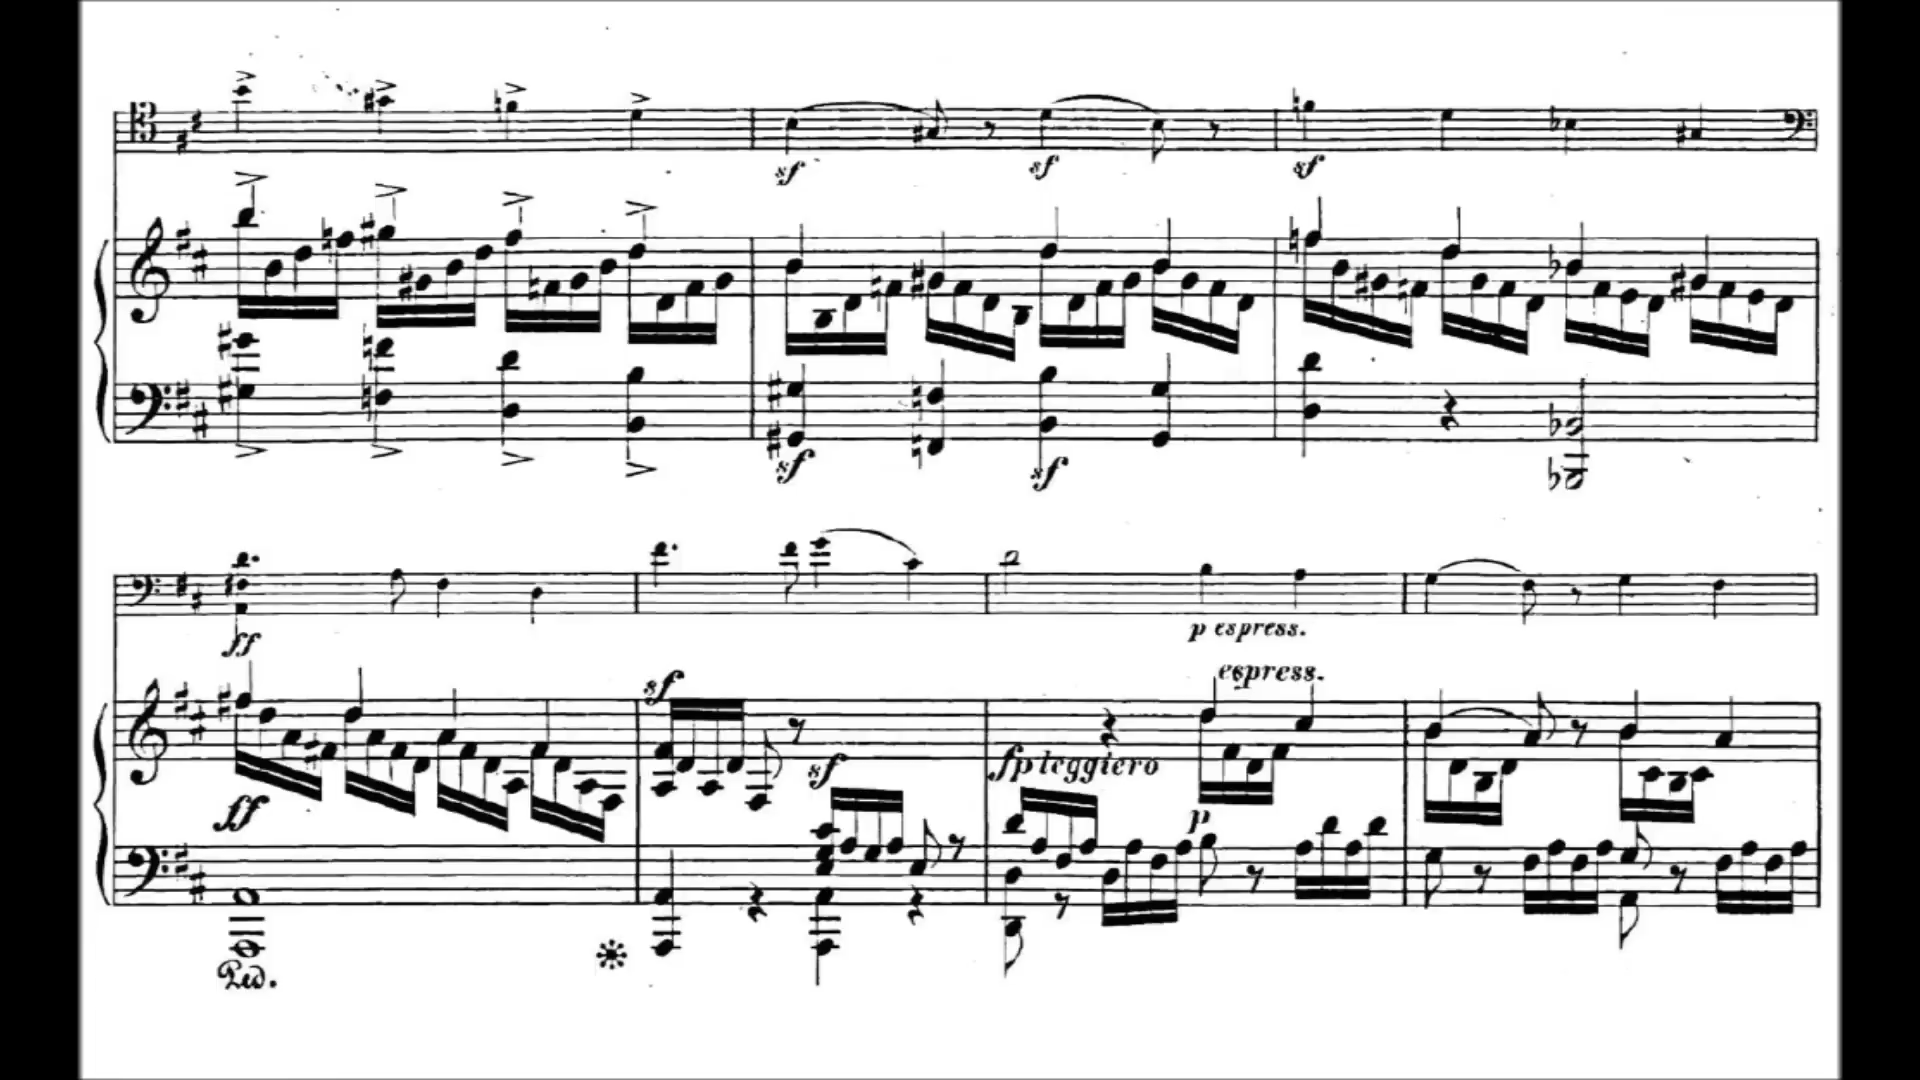 sf sf sf
sf sf
ff p espress.
sf espress.
ff sf fp leggiero p
Ped.